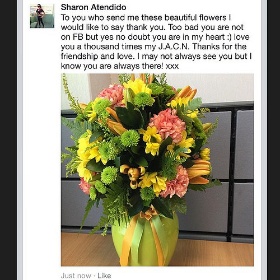 Sharon Atendido
To you who send me these beautiful flowers I
would like to say thank you. Too bad you are not
on FB but yes no doubt you are in my heart :) love
you a thousand times my J.A.C.N. Thanks for the
friendship and love. I may not always see you but I
know you are always there! xxx
Just now · Like